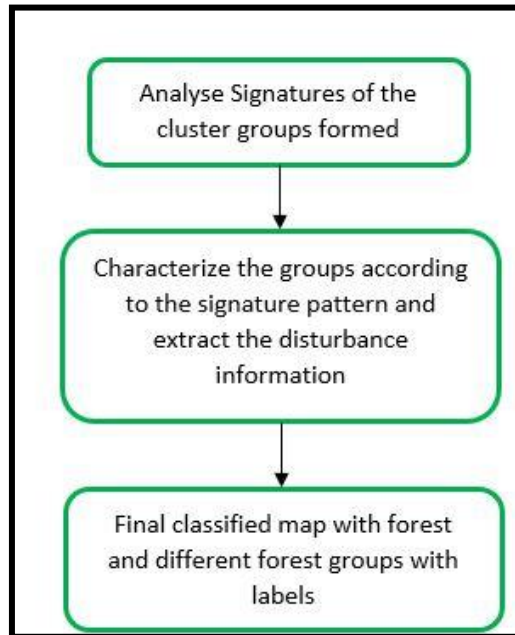 Analyse Signatures of the
cluster groups formed
Characterize the groups according
to the signature pattern and
extract the disturbance
information
Final classified map with forest
and different forest groups with
labels